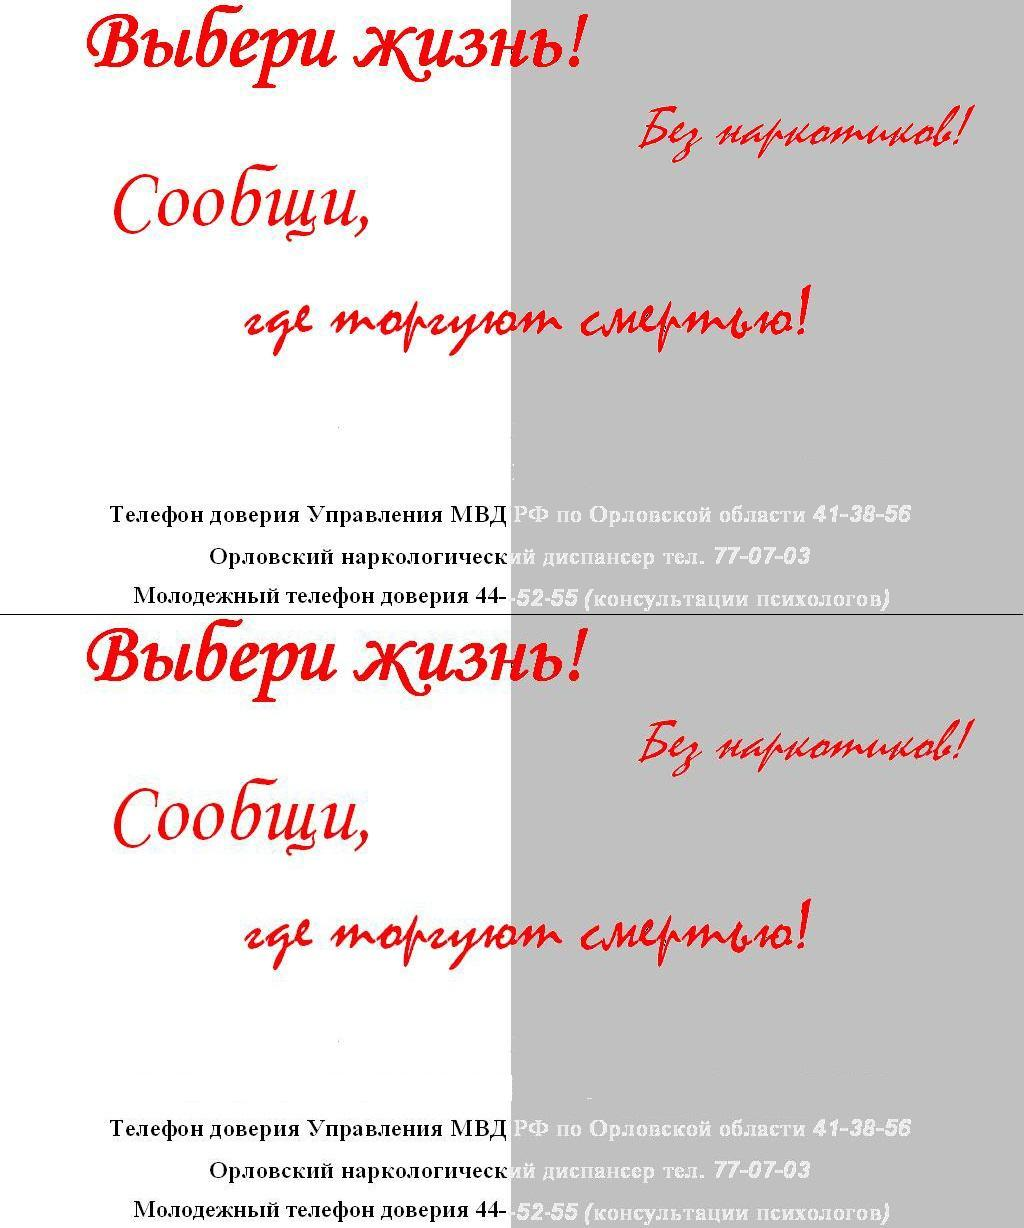 Выбери жизнь!
Без наркотиков!
Сообщи,
где торгуют смертью!
Телефон доверия Управления МВД РФ по Орловской области 41-38-56
Орловский наркологический диспансер тел. 77-07-03
Молодежный телефон доверия 44- -52-55 (консультации психологов)
Выбери жизнь!
Без наркотиков!
Сообщи,
где торгуют смертью!
Телефон доверия Управления МВД РФ по Орловской области 41-38-56
Орловский наркологический диспансер тел. 77-07-03
Молодежный телефон доверия 44- -52-55 (консультации психологов)